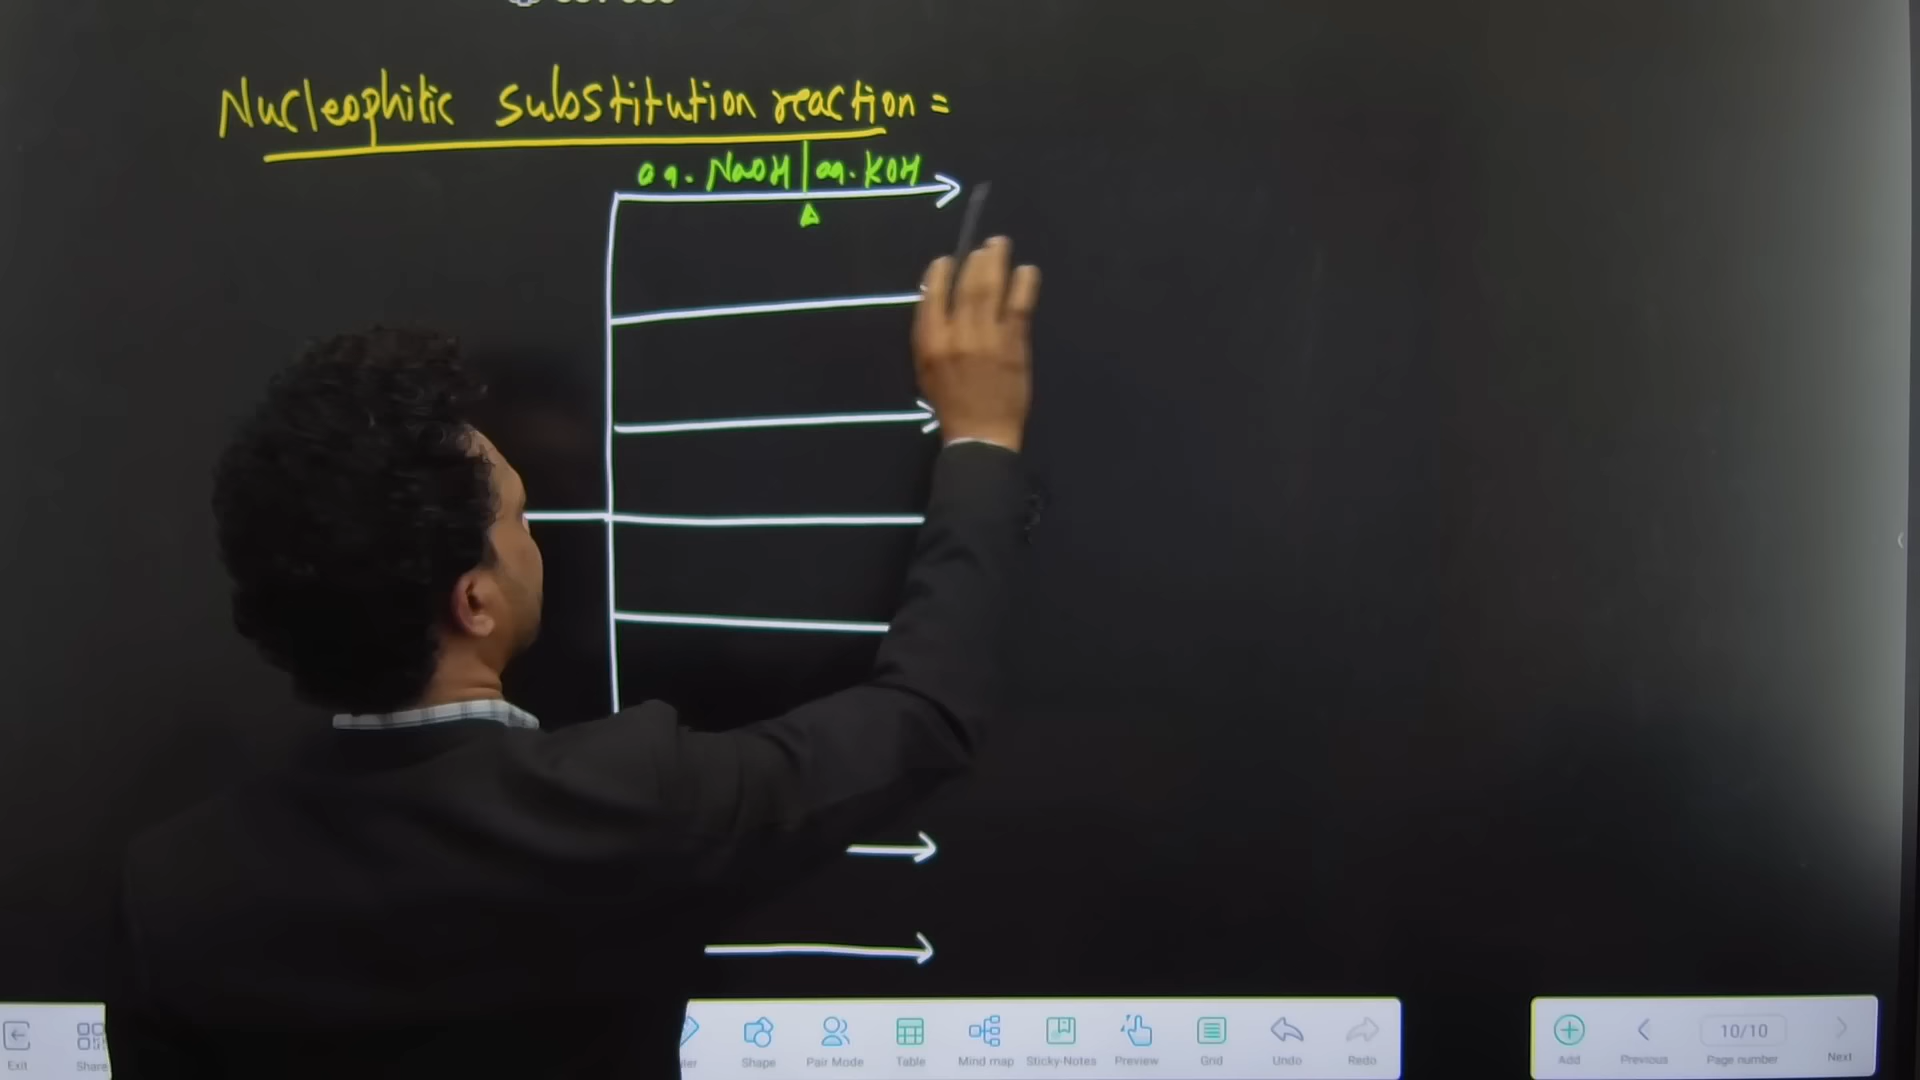 Nucleophilic substitution reaction =
aq. NaOH | aq. KOH
Δ
Exit
Share
Shape
Pair Mode
Table
Mind map
Sticky-Notes
Preview
Grid
Undo
Redo
Add
Previous
10/10
Page number
Next